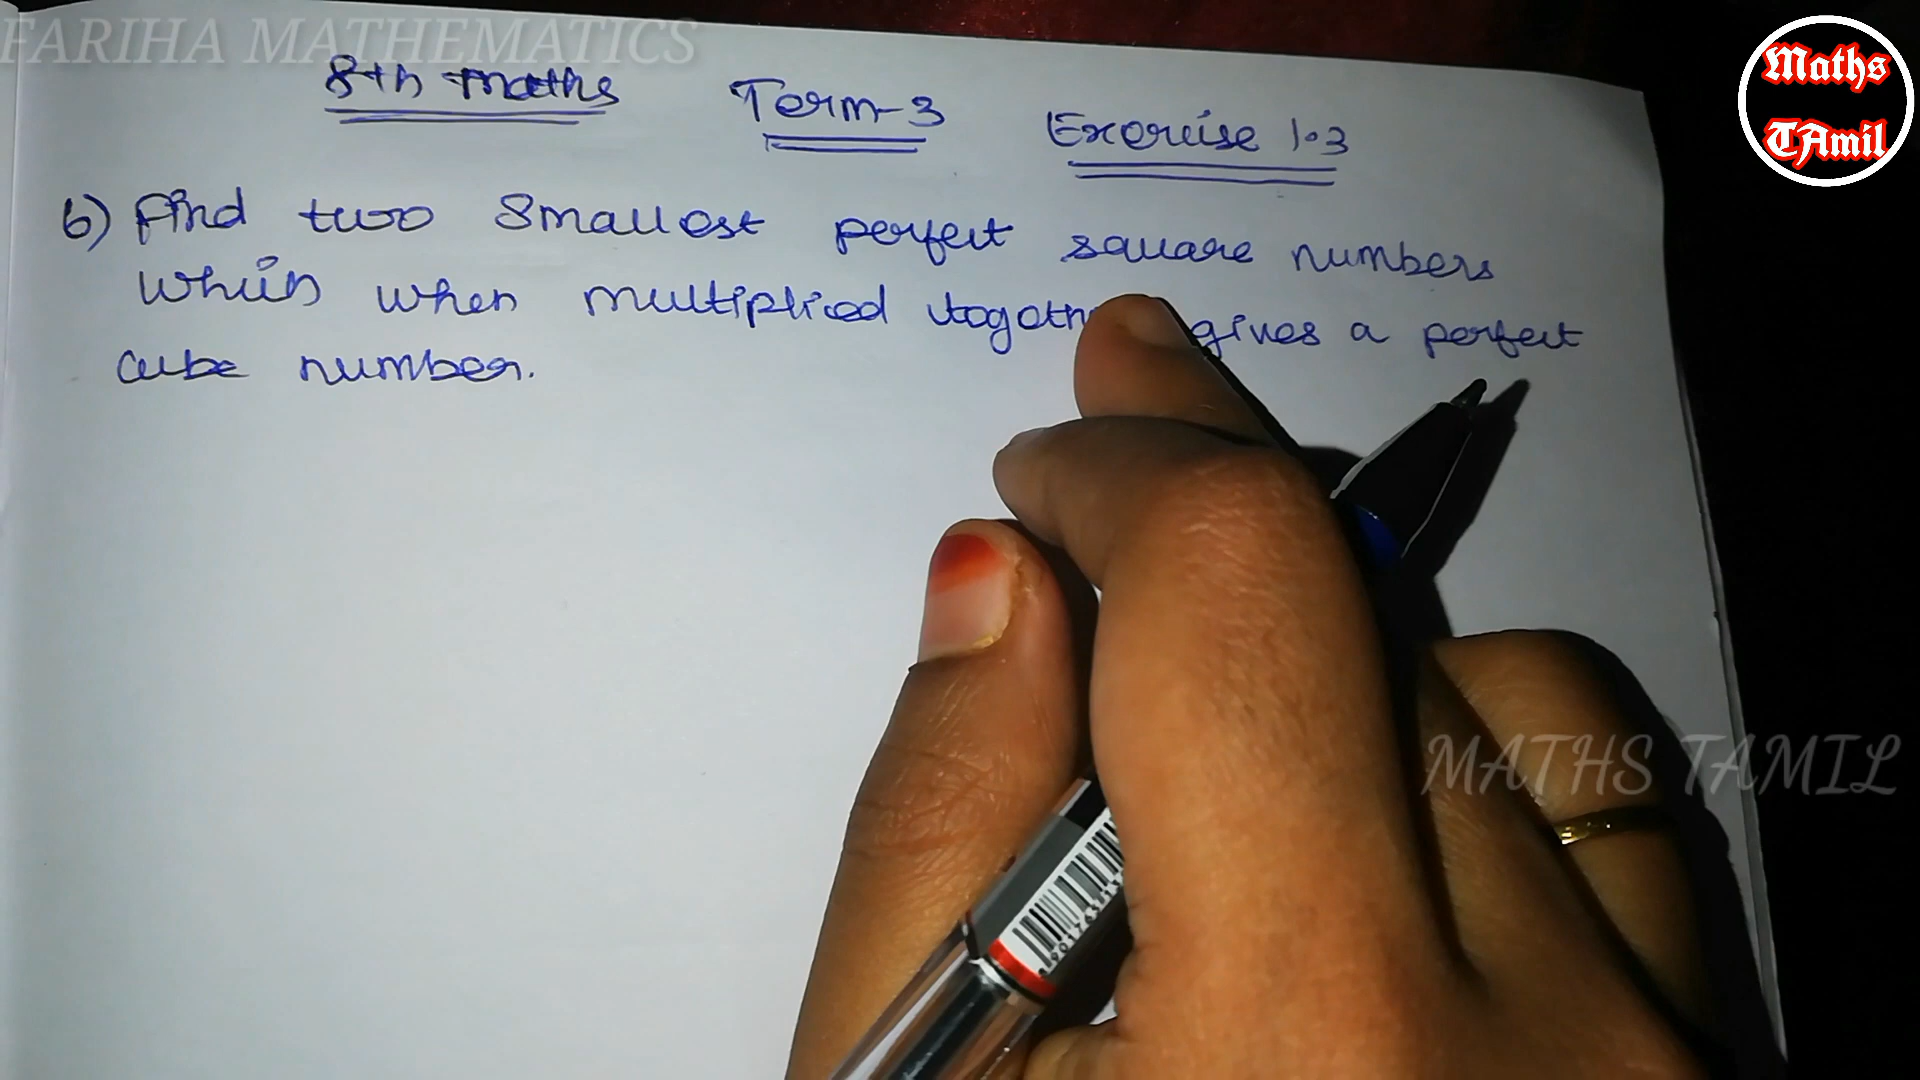 FARIHA MATHEMATICS
Maths
TAmil
8th maths Term-3 Exercise 1.3
6) Find two smallest perfect square numbers
which when multiplied togeth gives a perfect
cube number.
MATHS TAMIL